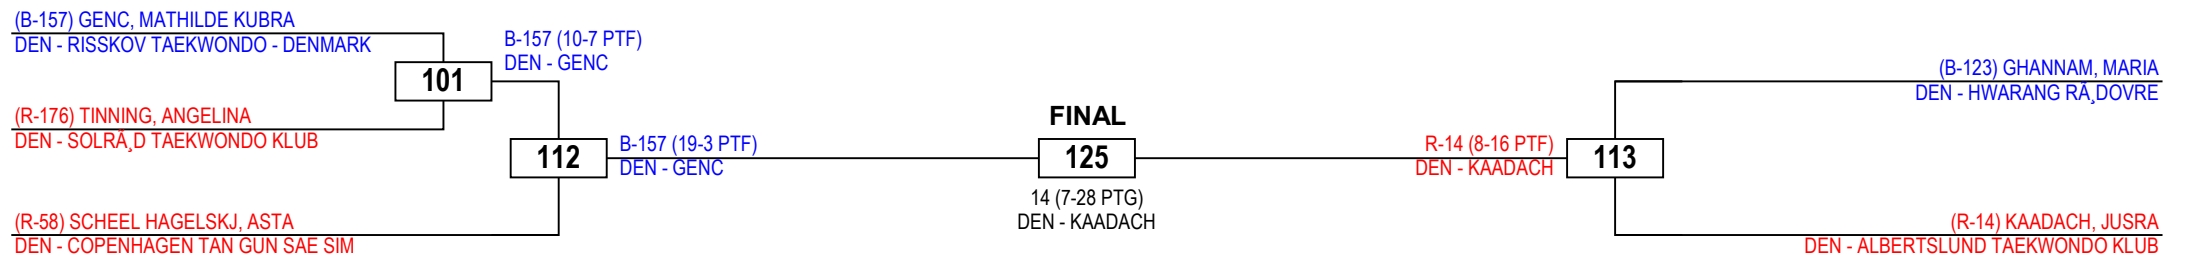 (B-157) GENC, MATHILDE KUBRA
DEN - RISSKOV TAEKWONDO - DENMARK
B-157 (10-7 PTF)
DEN - GENC
101
(R-176) TINNING, ANGELINA
DEN - SOLRÃ¸D TAEKWONDO KLUB
112
B-157 (19-3 PTF)
DEN - GENC
(R-58) SCHEEL HAGELSKJ, ASTA
DEN - COPENHAGEN TAN GUN SAE SIM
FINAL
125
14 (7-28 PTG)
DEN - KAADACH
(B-123) GHANNAM, MARIA
DEN - HWARANG RÃ¸DOVRE
R-14 (8-16 PTF)
DEN - KAADACH
113
(R-14) KAADACH, JUSRA
DEN - ALBERTSLUND TAEKWONDO KLUB